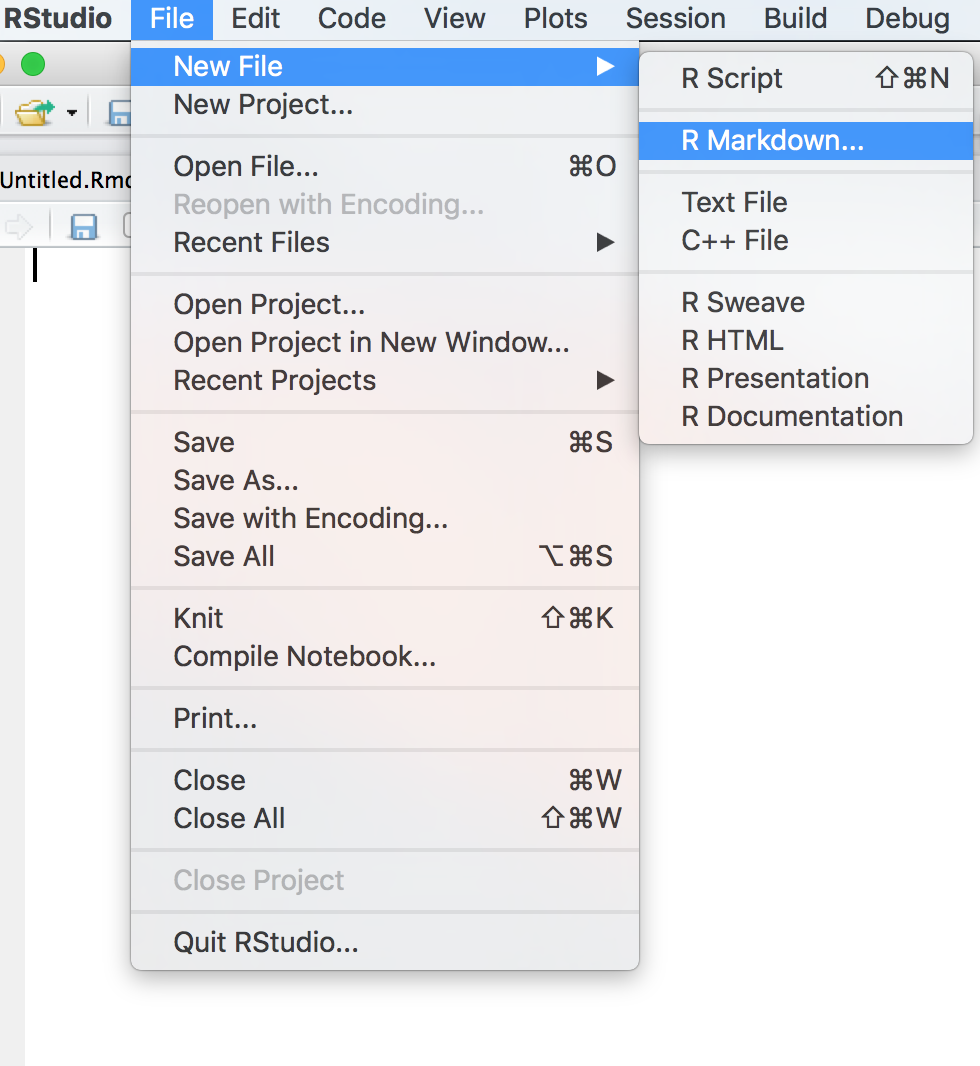 RStudio File Edit Code View Plots Session Build Debug
New File
New Project...
Open File... ⌘O
Reopen with Encoding...
Recent Files
Open Project...
Open Project in New Window...
Recent Projects
Save ⌘S
Save As...
Save with Encoding...
Save All ⌥⌘S
Knit ⇧⌘K
Compile Notebook...
Print...
Close ⌘W
Close All ⇧⌘W
Close Project
Quit RStudio...
R Script ⇧⌘N
R Markdown...
Text File
C++ File
R Sweave
R HTML
R Presentation
R Documentation
Untitled.Rmd